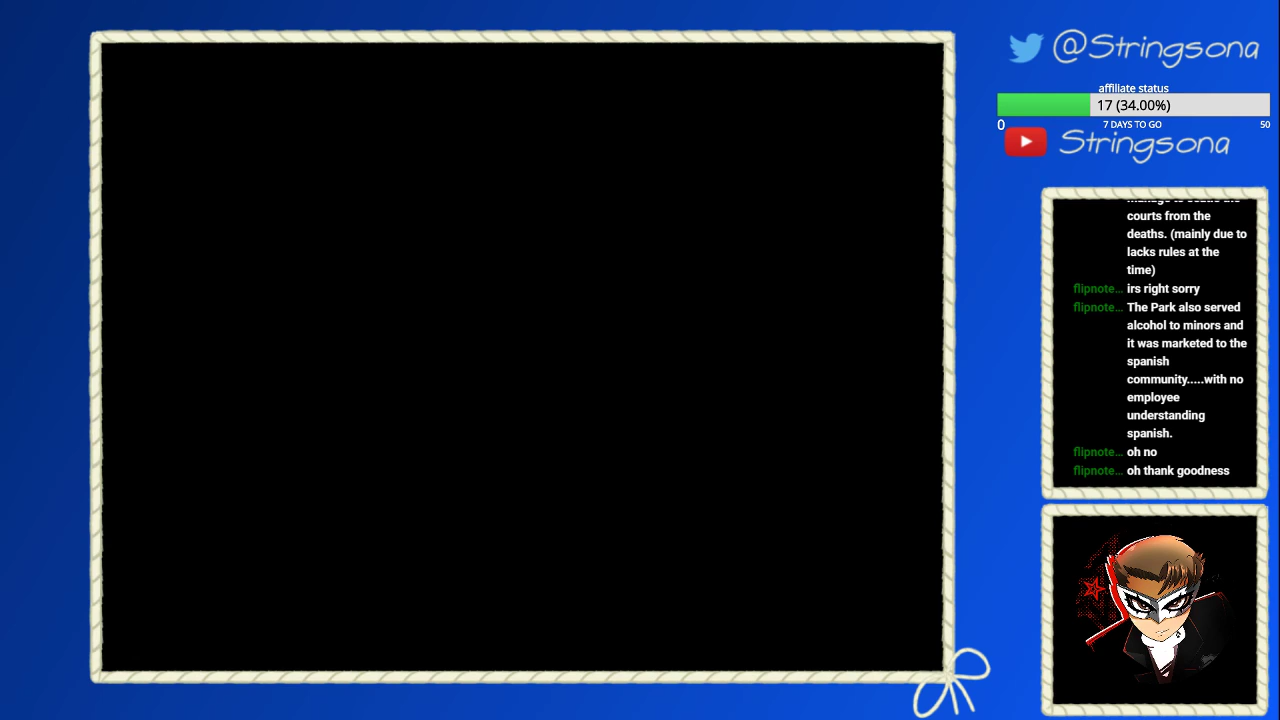 @Stringsona
affiliate status
17 (34.00%)
0
7 DAYS TO GO
50
Stringsona
courts from the
deaths. (mainly due to
lacks rules at the
time)
flipnote... irs right sorry
flipnote... The Park also served
alcohol to minors and
it was marketed to the
spanish
community.....with no
employee
understanding
spanish.
flipnote... oh no
flipnote... oh thank goodness